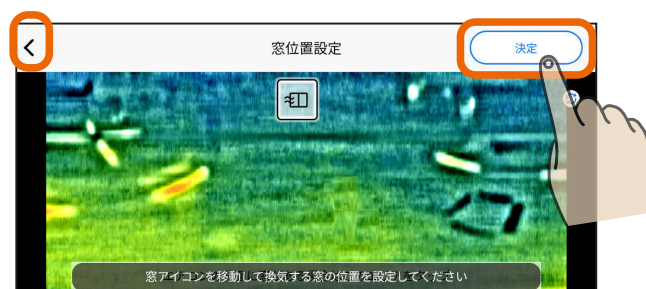 窓位置設定
決定
窓アイコンを移動して換気する窓の位置を設定してください